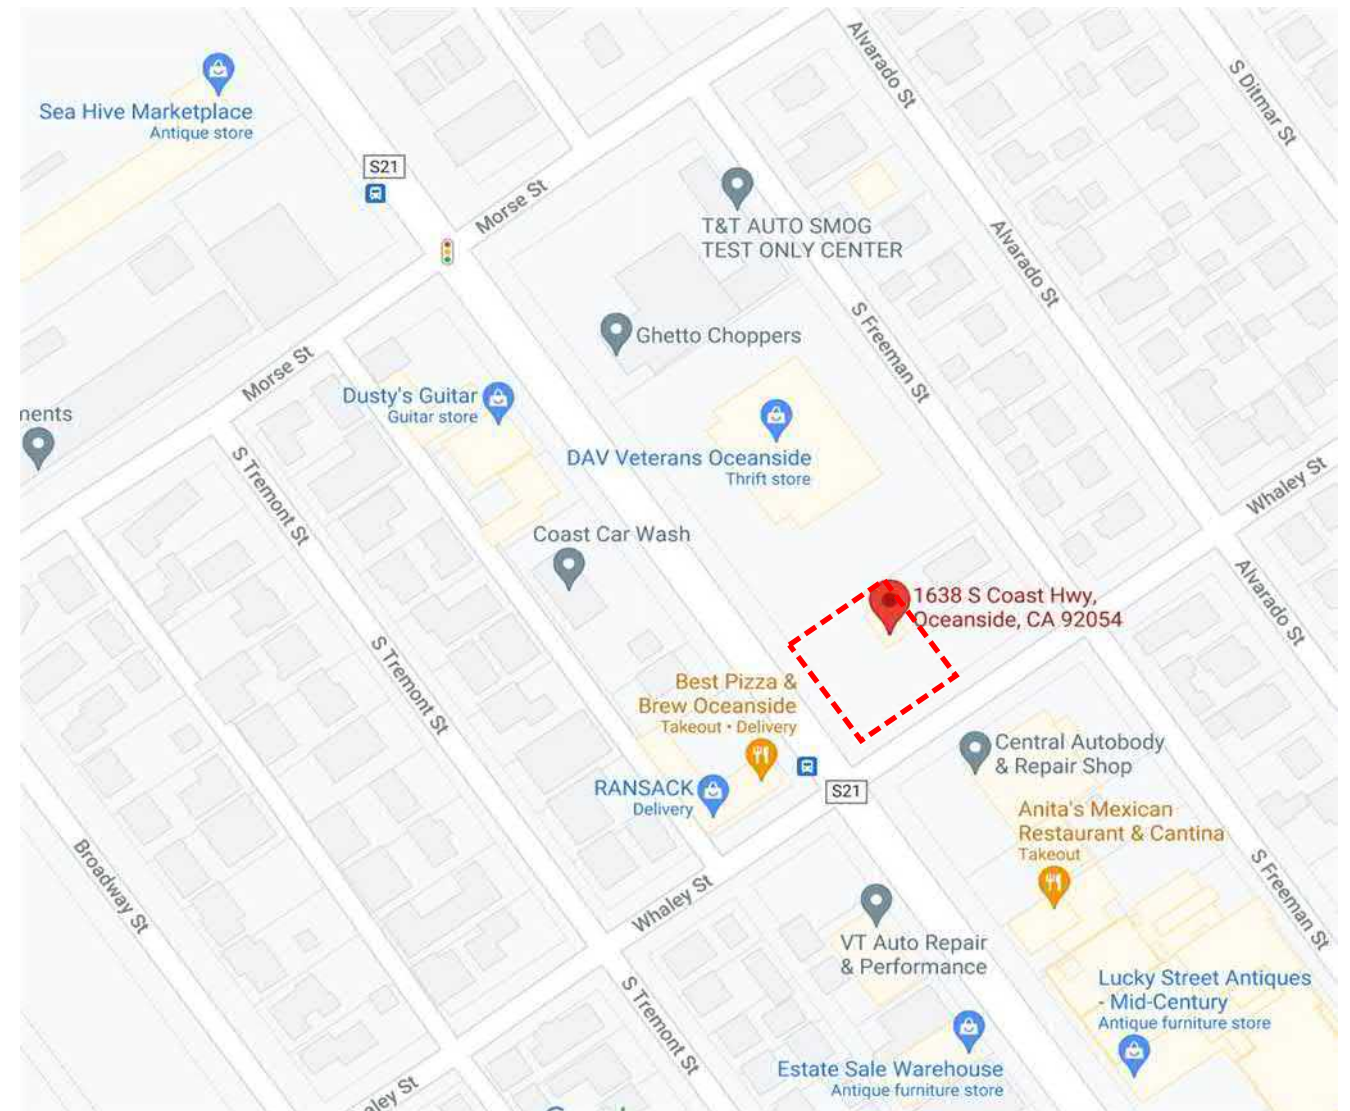 Alvarado St
S Ditmar St
Sea Hive Marketplace
Antique store
S21
Morse St
T&T AUTO SMOG
TEST ONLY CENTER
Alvarado St
Ghetto Choppers
S Freeman St
Morse St
Dusty's Guitar
Guitar store
ments
DAV Veterans Oceanside
Thrift store
Whaley St
S Tremont St
Coast Car Wash
1638 S Coast Hwy,
Oceanside, CA 92054
Alvarado St
S Tremont St
Best Pizza &
Brew Oceanside
Takeout • Delivery
Central Autobody
& Repair Shop
RANSACK
Delivery
S21
Anita's Mexican
Restaurant & Cantina
Takeout
Broadway St
Whaley St
S Freeman St
VT Auto Repair
& Performance
Lucky Street Antiques
- Mid-Century
Antique furniture store
S Tremont St
Estate Sale Warehouse
Antique furniture store
aley St